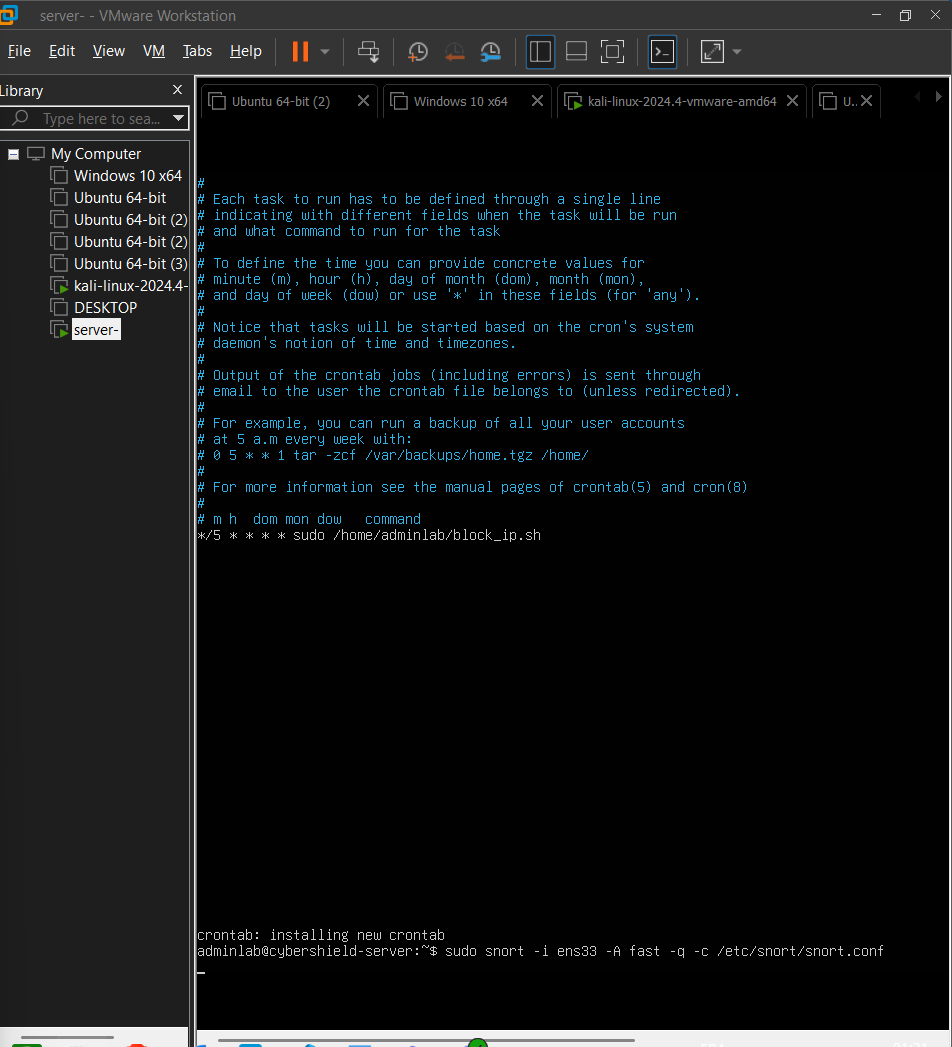 server- - VMware Workstation
File Edit View VM Tabs Help
Library
Type here to sea...
My Computer
Windows 10 x64
Ubuntu 64-bit
Ubuntu 64-bit (2)
Ubuntu 64-bit (2)
Ubuntu 64-bit (3)
kali-linux-2024.4-
DESKTOP
server-
Ubuntu 64-bit (2)
Windows 10 x64
kali-linux-2024.4-vmware-amd64
U..
#
# Each task to run has to be defined through a single line
# indicating with different fields when the task will be run
# and what command to run for the task
#
# To define the time you can provide concrete values for
# minute (m), hour (h), day of month (dom), month (mon),
# and day of week (dow) or use '*' in these fields (for 'any').
#
# Notice that tasks will be started based on the cron's system
# daemon's notion of time and timezones.
#
# Output of the crontab jobs (including errors) is sent through
# email to the user the crontab file belongs to (unless redirected).
#
# For example, you can run a backup of all your user accounts
# at 5 a.m every week with:
# 0 5 * * 1 tar -zcf /var/backups/home.tgz /home/
#
# For more information see the manual pages of crontab(5) and cron(8)
#
# m h  dom mon dow   command
*/5 * * * * sudo /home/adminlab/block_ip.sh
crontab: installing new crontab
adminlab@cybershield-server:~$ sudo snort -i ens33 -A fast -q -c /etc/snort/snort.conf